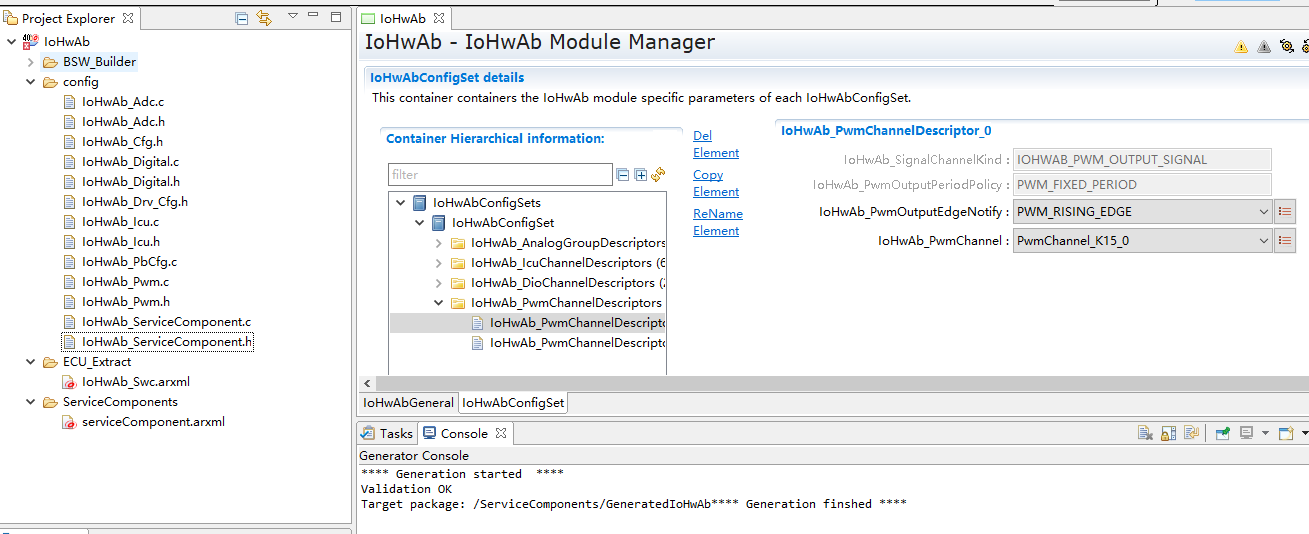 Project Explorer
IoHwAb
BSW_Builder
config
IoHwAb_Adc.c
IoHwAb_Adc.h
IoHwAb_Cfg.h
IoHwAb_Digital.c
IoHwAb_Digital.h
IoHwAb_Drv_Cfg.h
IoHwAb_Icu.c
IoHwAb_Icu.h
IoHwAb_PbCfg.c
IoHwAb_Pwm.c
IoHwAb_Pwm.h
IoHwAb_ServiceComponent.c
IoHwAb_ServiceComponent.h
ECU_Extract
IoHwAb_Swc.arxml
ServiceComponents
serviceComponent.arxml
IoHwAb
IoHwAb - IoHwAb Module Manager
IoHwAbConfigSet details
This container containers the IoHwAb module specific parameters of each IoHwAbConfigSet.
Container Hierarchical information:
filter
IoHwAbConfigSets
IoHwAbConfigSet
IoHwAb_AnalogGroupDescriptors
IoHwAb_IcuChannelDescriptors (6
IoHwAb_DioChannelDescriptors (2
IoHwAb_PwmChannelDescriptors
IoHwAb_PwmChannelDescripto
IoHwAb_PwmChannelDescripto
Del
Element
Copy
Element
ReName
Element
IoHwAb_PwmChannelDescriptor_0
IoHwAb_SignalChannelKind : IOHWAB_PWM_OUTPUT_SIGNAL
IoHwAb_PwmOutputPeriodPolicy : PWM_FIXED_PERIOD
IoHwAb_PwmOutputEdgeNotify : PWM_RISING_EDGE
IoHwAb_PwmChannel : PwmChannel_K15_0
IoHwAbGeneral IoHwAbConfigSet
Tasks Console
Generator Console
**** Generation started  ****
Validation OK
Target package: /ServiceComponents/GeneratedIoHwAb**** Generation finshed ****